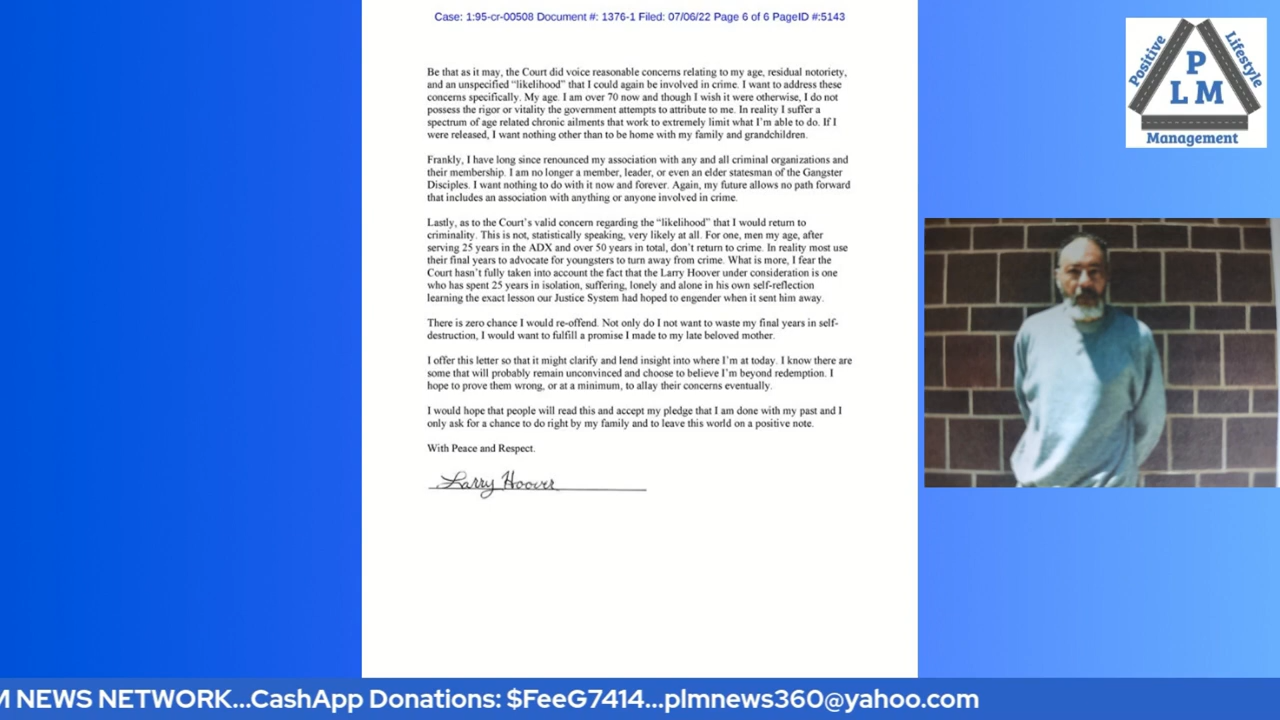 Case: 1:95-cr-00508 Document #: 1376-1 Filed: 07/06/22 Page 6 of 6 PageID #:5143
Be that as it may, the Court did voice reasonable concerns relating to my age, residual notoriety,
and an unspecified “likelihood” that I could again be involved in crime. I want to address these
concerns specifically. My age. I am over 70 now and though I wish it were otherwise, I do not
possess the rigor or vitality the government attempts to attribute to me. In reality I suffer a
spectrum of age related chronic ailments that work to extremely limit what I’m able to do. If I
were released, I want nothing other than to be home with my family and grandchildren.
Frankly, I have long since renounced my association with any and all criminal organizations and
their membership. I am no longer a member, leader, or even an elder statesman of the Gangster
Disciples. I want nothing to do with it now and forever. Again, my future allows no path forward
that includes an association with anything or anyone involved in crime.
Lastly, as to the Court’s valid concern regarding the “likelihood” that I would return to
criminality. This is not, statistically speaking, very likely at all. For one, men my age, after
serving 25 years in the ADX and over 50 years in total, don’t return to crime. In reality most use
their final years to advocate for youngsters to turn away from crime. What is more, I fear the
Court hasn’t fully taken into account the fact that the Larry Hoover under consideration is one
who has spent 25 years in isolation, suffering, lonely and alone in his own self-reflection
learning the exact lesson our Justice System had hoped to engender when it sent him away.
There is zero chance I would re-offend. Not only do I not want to waste my final years in self-
destruction, I would want to fulfill a promise I made to my late beloved mother.
I offer this letter so that it might clarify and lend insight into where I’m at today. I know there are
some that will probably remain unconvinced and choose to believe I’m beyond redemption. I
hope to prove them wrong, or at a minimum, to allay their concerns eventually.
I would hope that people will read this and accept my pledge that I am done with my past and I
only ask for a chance to do right by my family and to leave this world on a positive note.
With Peace and Respect.
Larry Hoover
Positive
Lifestyle
P
L M
Management
M NEWS NETWORK...CashApp Donations: $FeeG7414...plmnews360@yahoo.com